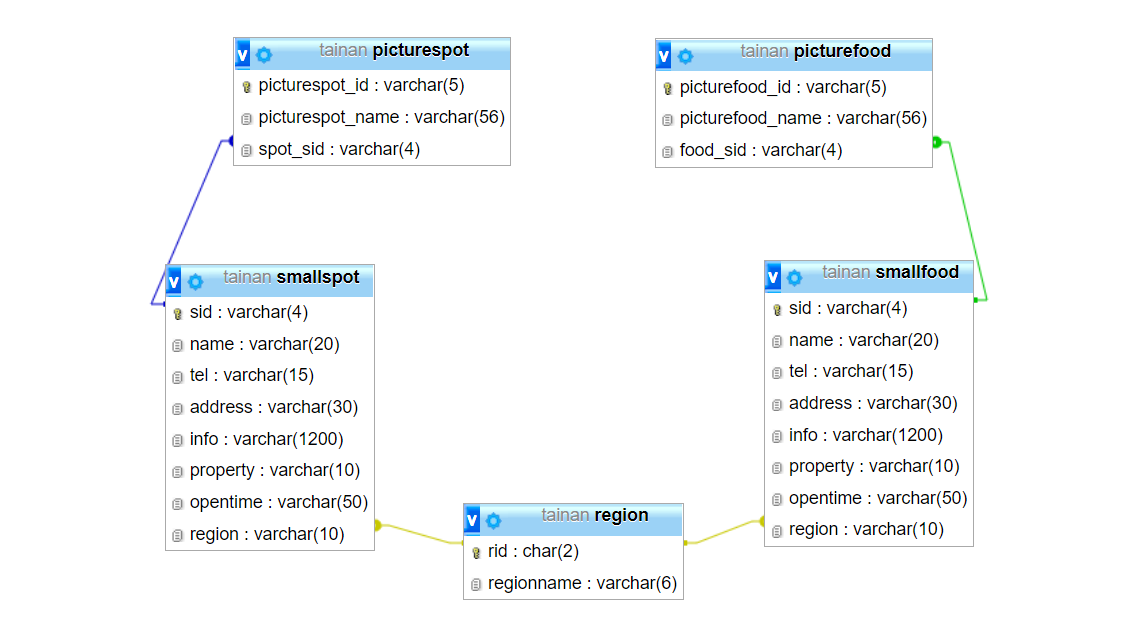 v tainan picturespot
picturespot_id : varchar(5)
picturespot_name : varchar(56)
spot_sid : varchar(4)
v tainan picturefood
picturefood_id : varchar(5)
picturefood_name : varchar(56)
food_sid : varchar(4)
v tainan smallspot
sid : varchar(4)
name : varchar(20)
tel : varchar(15)
address : varchar(30)
info : varchar(1200)
property : varchar(10)
opentime : varchar(50)
region : varchar(10)
v tainan smallfood
sid : varchar(4)
name : varchar(20)
tel : varchar(15)
address : varchar(30)
info : varchar(1200)
property : varchar(10)
opentime : varchar(50)
region : varchar(10)
v tainan region
rid : char(2)
regionname : varchar(6)